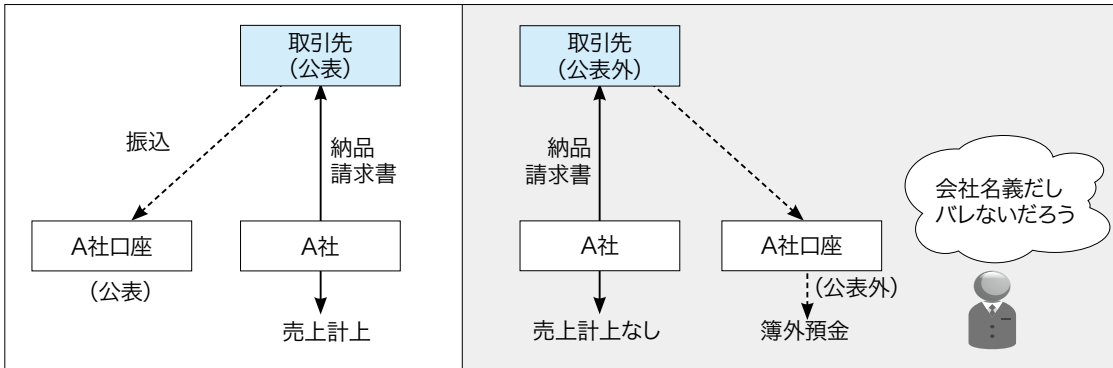 取引先
（公表）
振込
納品
請求書
A社口座
A社
（公表）
売上計上
取引先
（公表外）
納品
請求書
A社
A社口座
（公表外）
売上計上なし
簿外預金
会社名義だし
バレないだろう